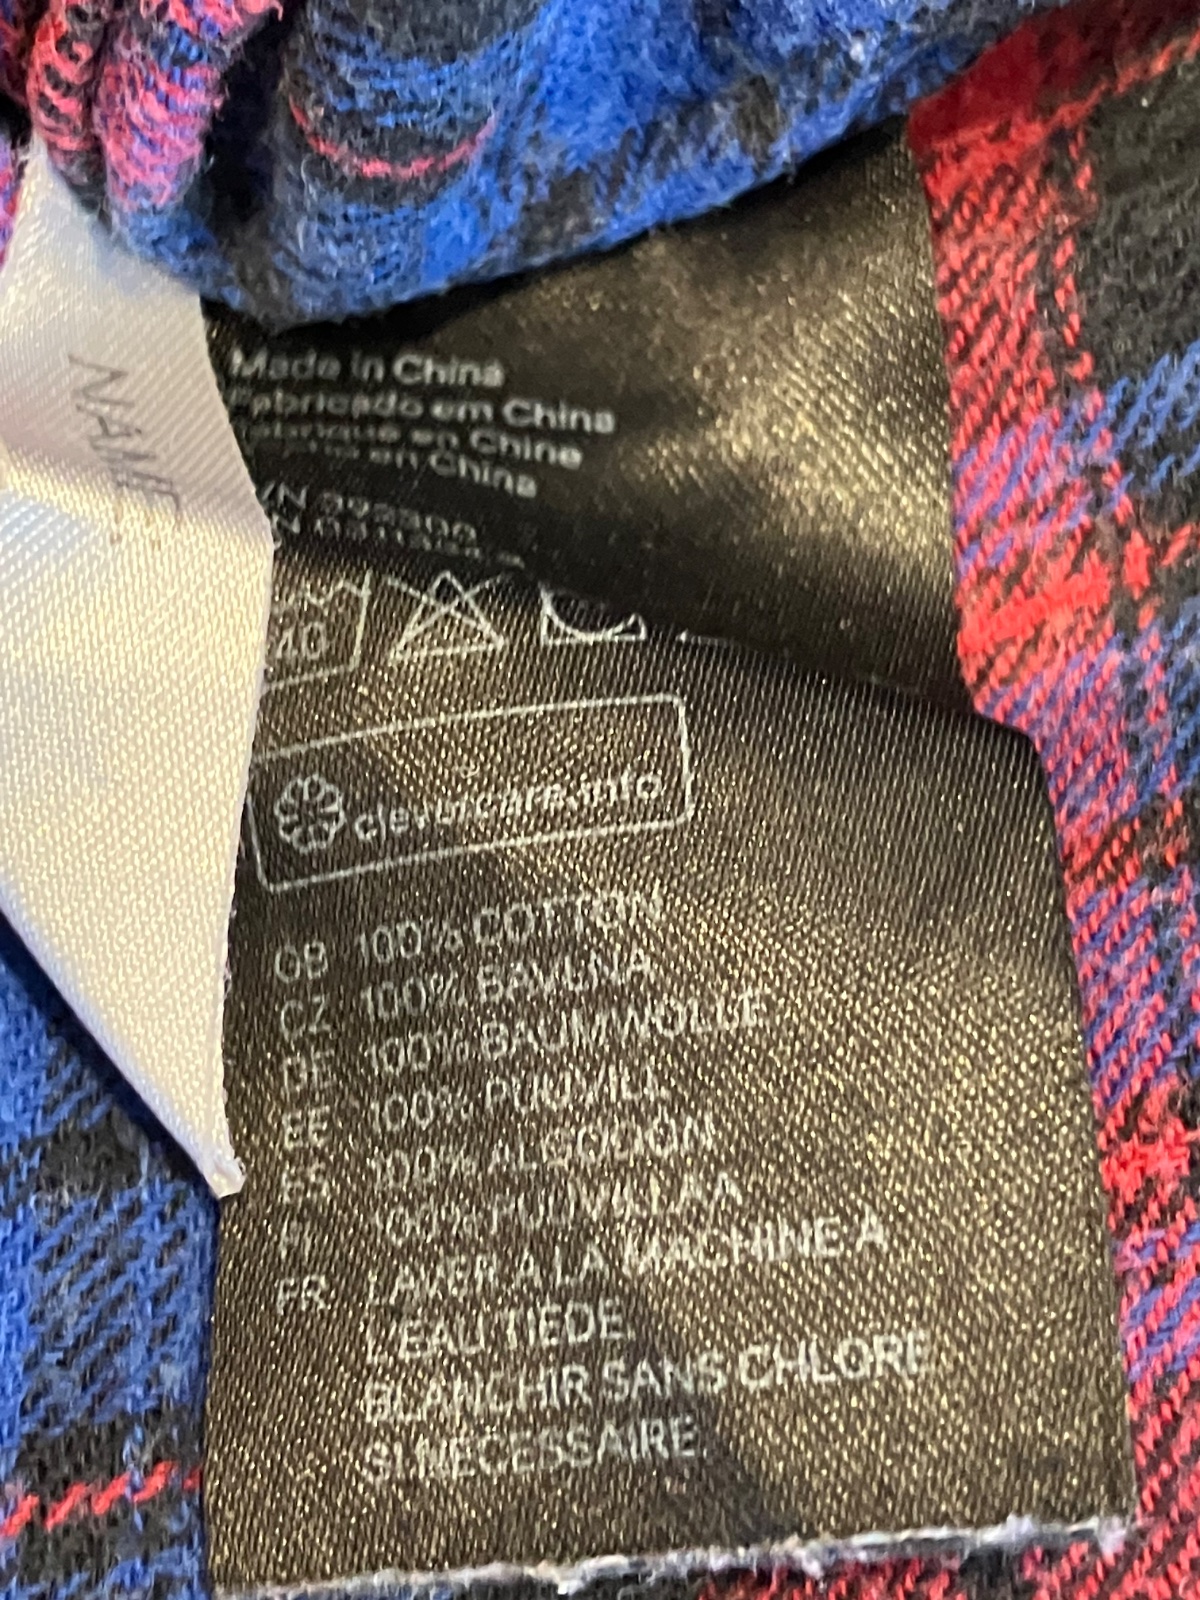 NAME
Made in China
Fabricado em China
Fabriqué en Chine
en China
40
clevercare.info
GB 100% COTTON
CZ 100% BAVLNA
DE 100% BAUMWOLLE
EE 100% PUUVILL
ES 100% ALGODÓN
FI 100% PUUVILLAA
FR LAVER A LA MACHINE A
L'EAU TIÈDE
BLANCHIR SANS CHLORE
SI NECESSAIRE